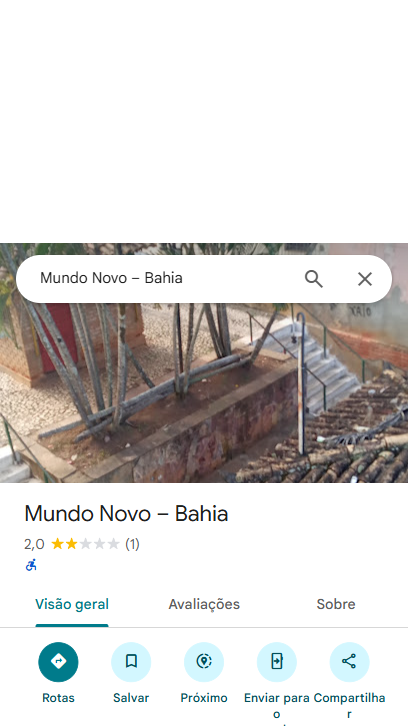 Mundo Novo – Bahia
Mundo Novo – Bahia
2,0 (1)
Visão geral Avaliações Sobre
Rotas Salvar Próximo Enviar para o Compartilhar